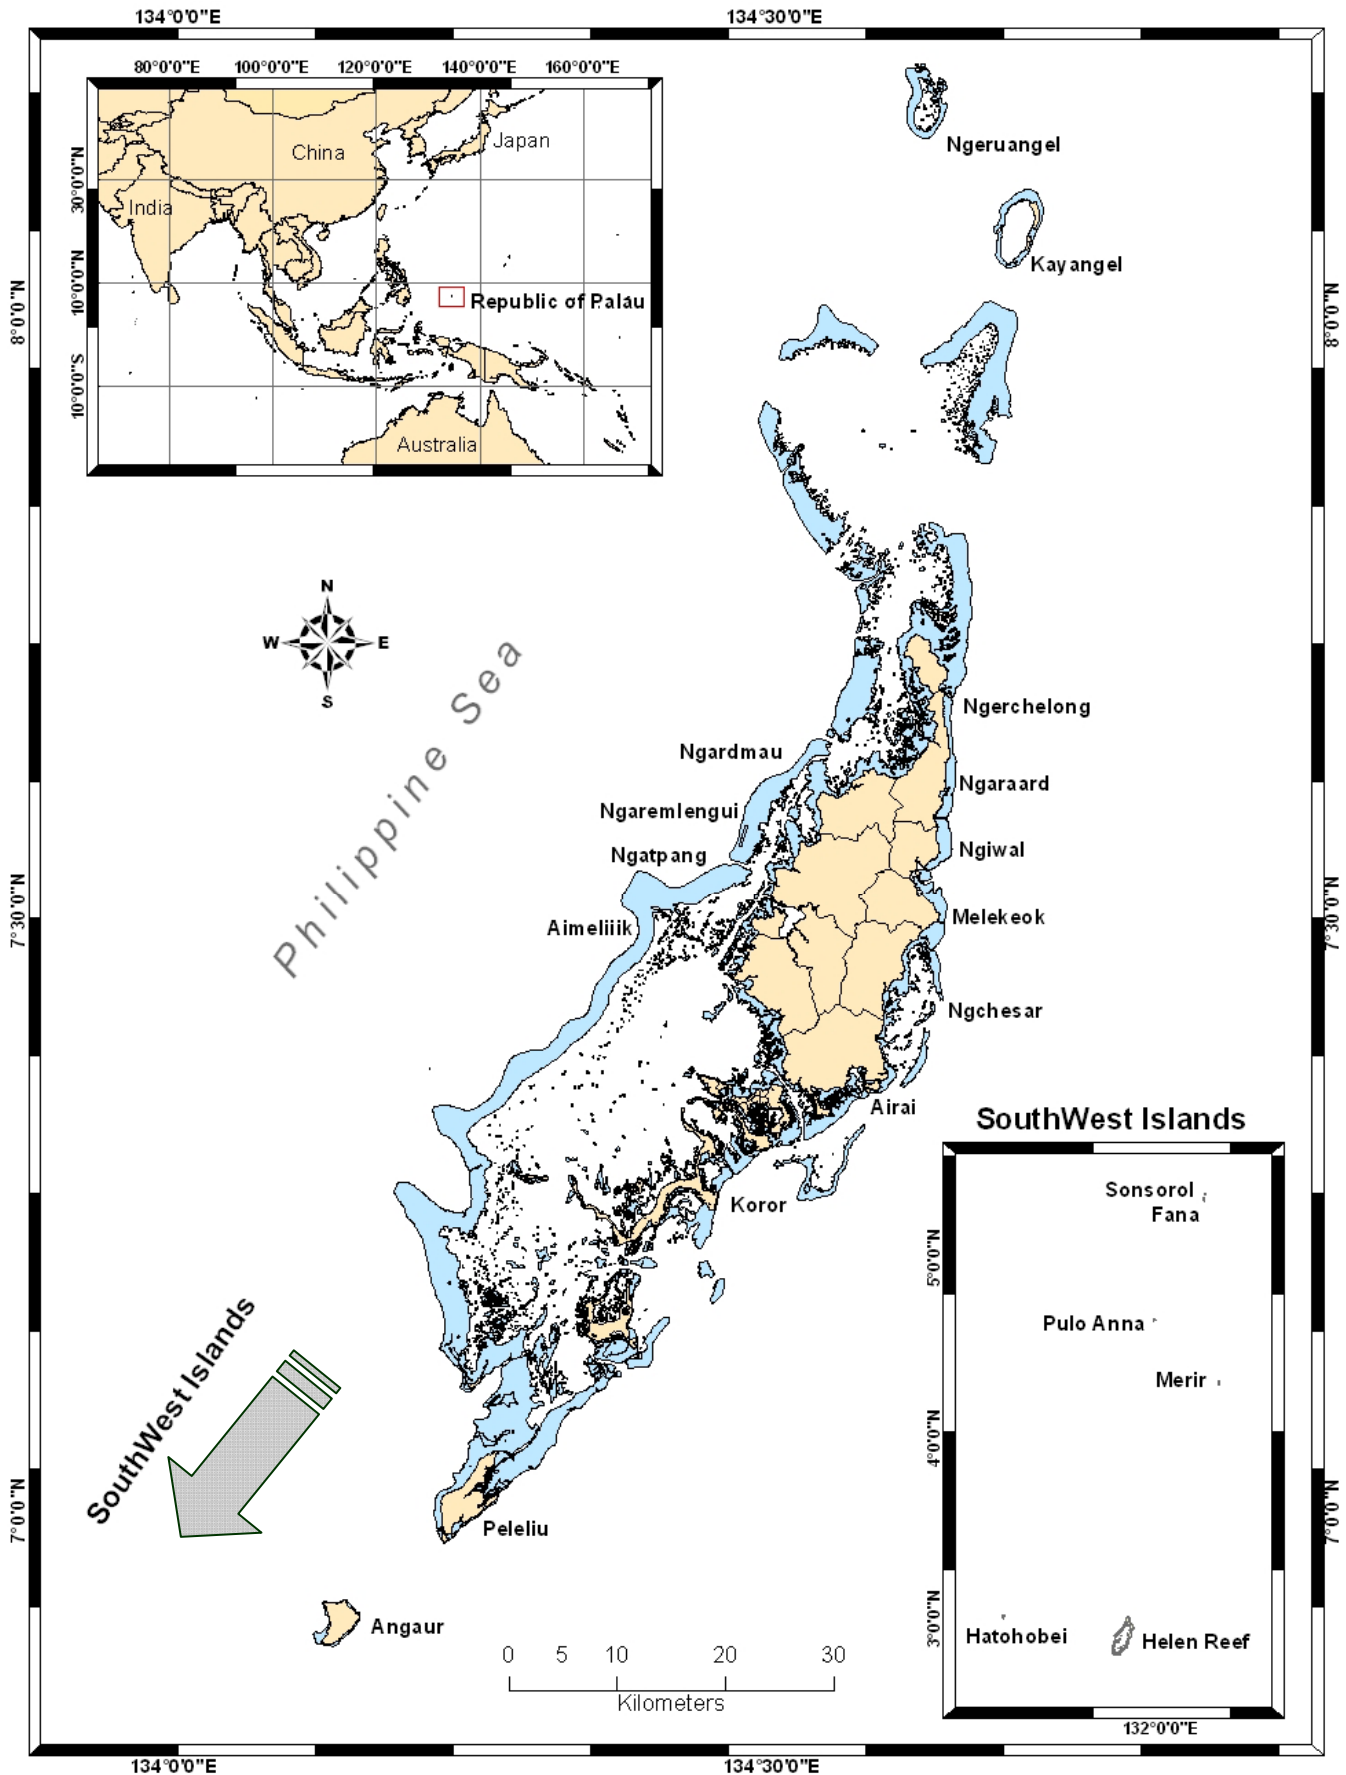 134°0'0"E
134°30'0"E
80°0'0"E
100°0'0"E
120°0'0"E
140°0'0"E
160°0'0"E
30°0'0"N
10°0'0"N
10°0'0"S
China
Japan
India
Republic of Palau
Australia
Ngeruangel
Kayangel
8°0'0"N
8°0'0"N
N
W
E
S
Philippine Sea
Ngerchelong
Ngardmau
Ngaraard
Ngaremlengui
Ngiwal
Ngatpang
Melekeok
Aimeliiik
7°30'0"N
7°30'0"N
Ngchesar
Airai
Koror
SouthWest Islands
Sonsorol
Fana
5°0'0"N
Pulo Anna
Merir
4°0'0"N
3°0'0"N
Hatohobei
Helen Reef
132°0'0"E
SouthWest Islands
7°0'0"N
7°0'0"N
Peleliu
Angaur
0 5 10 20 30
Kilometers
134°0'0"E
134°30'0"E